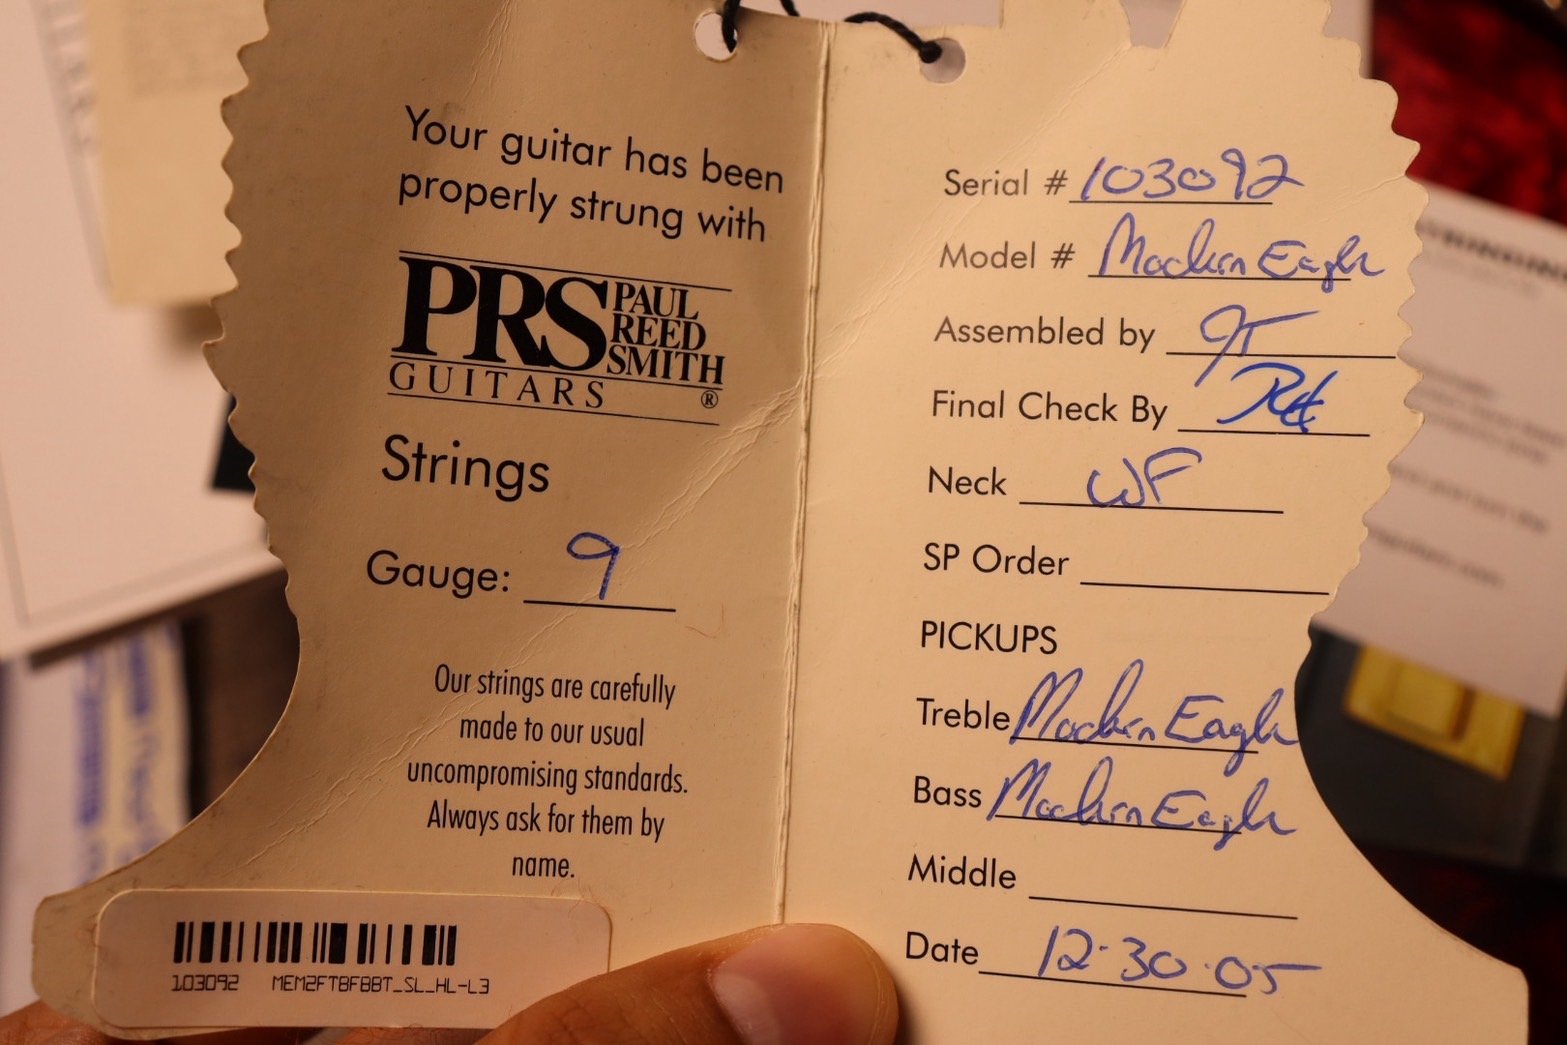 Your guitar has been
properly strung with
PRS PAUL
REED
SMITH
GUITARS ®
Strings
Gauge: 9
Our strings are carefully
made to our usual
uncompromising standards.
Always ask for them by
name.
103092 MEM2FTBFBBT_SL_HL-L3
Serial # 103092
Model # Modern Eagle
Assembled by JT
Final Check By
Neck WF
SP Order
PICKUPS
Treble Modern Eagle
Bass Modern Eagle
Middle
Date 12-30-05